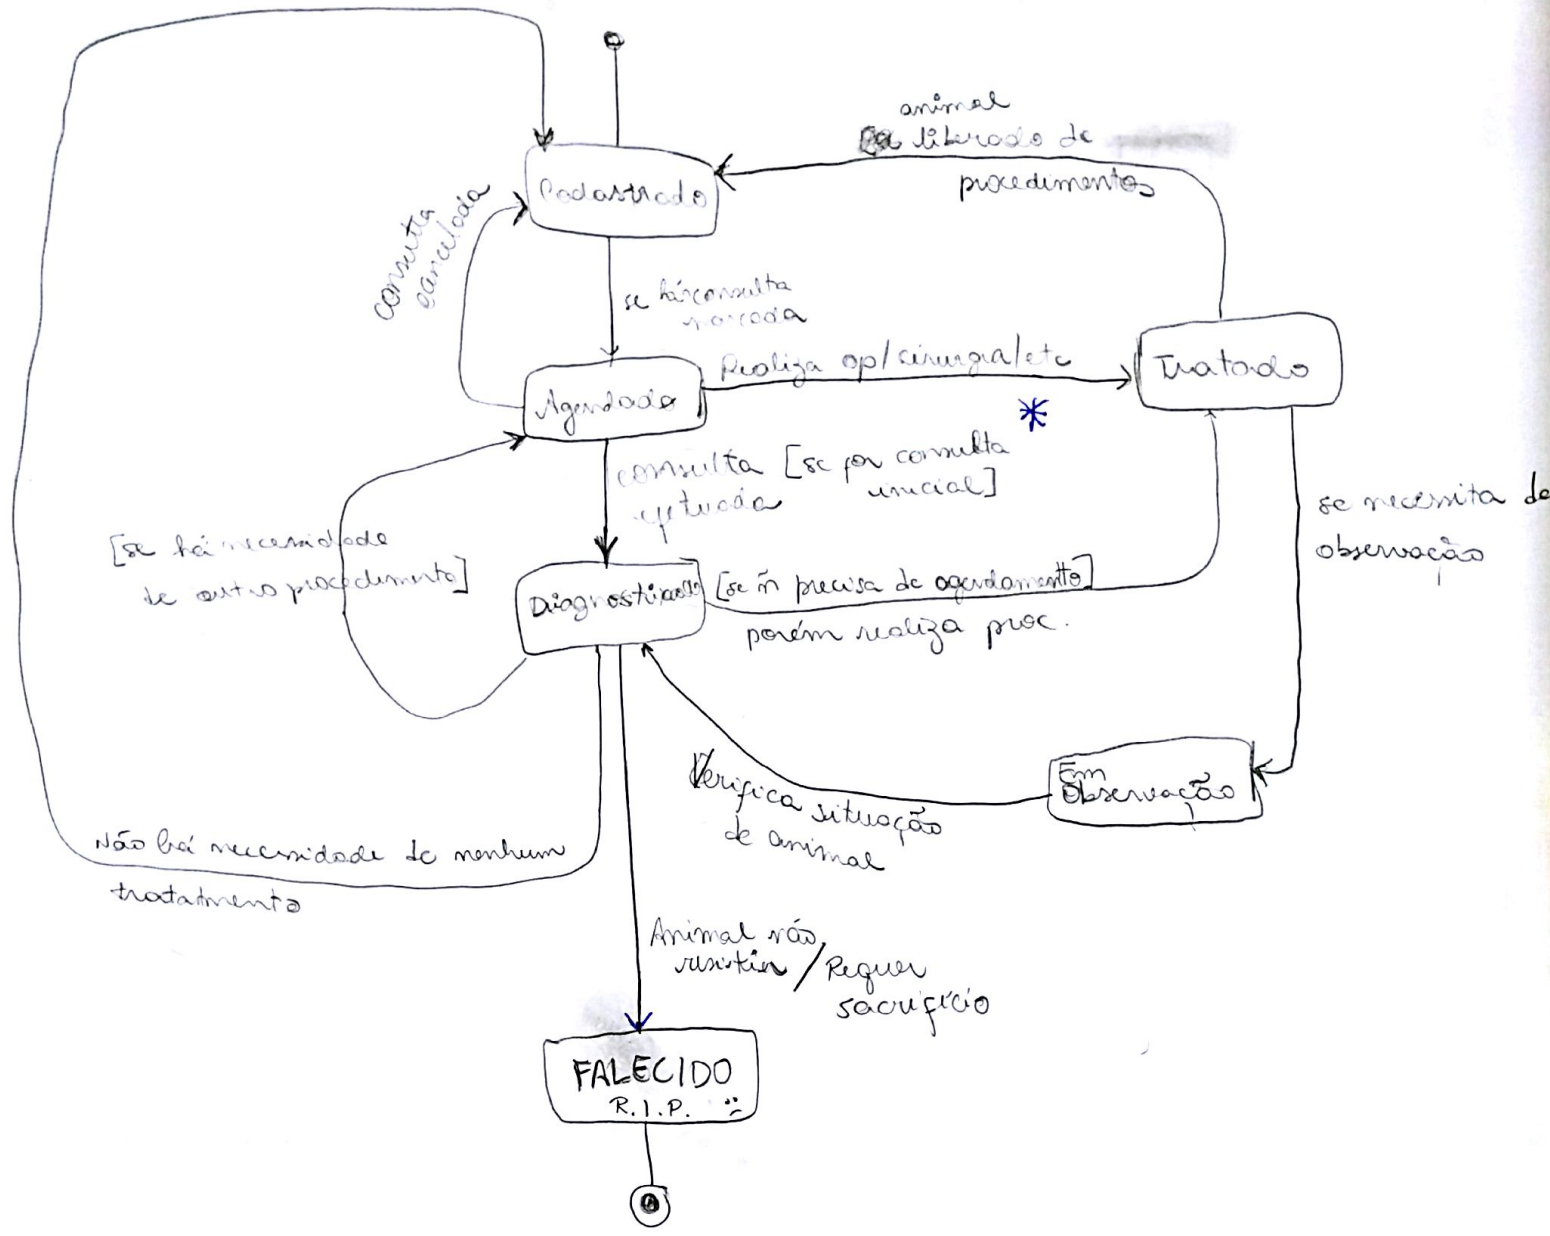 animal
liberado de
procedimentos
Cadastrado
consulta
cancelada
se há consulta
marcada
Realiza op/cirurgia/etc
Tratado
Agendado
*
consulta [se for consulta
efetuada inicial]
se necessita de
observação
[se há necessidade
de outro procedimento]
Diagnosticado
[se ñ precisa de agendamento]
porém realiza proc.
Em
Observação
Verifica situação
de animal
Não há necessidade de nenhum
tratatmento
Animal não
resistiu / Requer
sacrifício
FALECIDO
R.I.P. :(